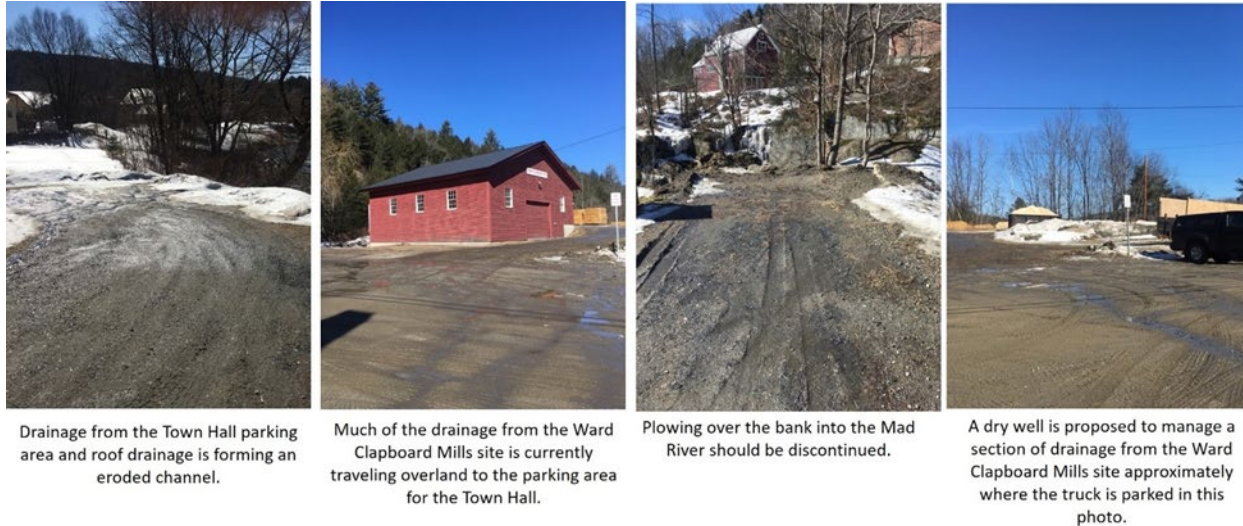 Drainage from the Town Hall parking
area and roof drainage is forming an
eroded channel.
Much of the drainage from the Ward
Clapboard Mills site is currently
traveling overland to the parking area
for the Town Hall.
Plowing over the bank into the Mad
River should be discontinued.
A dry well is proposed to manage a
section of drainage from the Ward
Clapboard Mills site approximately
where the truck is parked in this
photo.